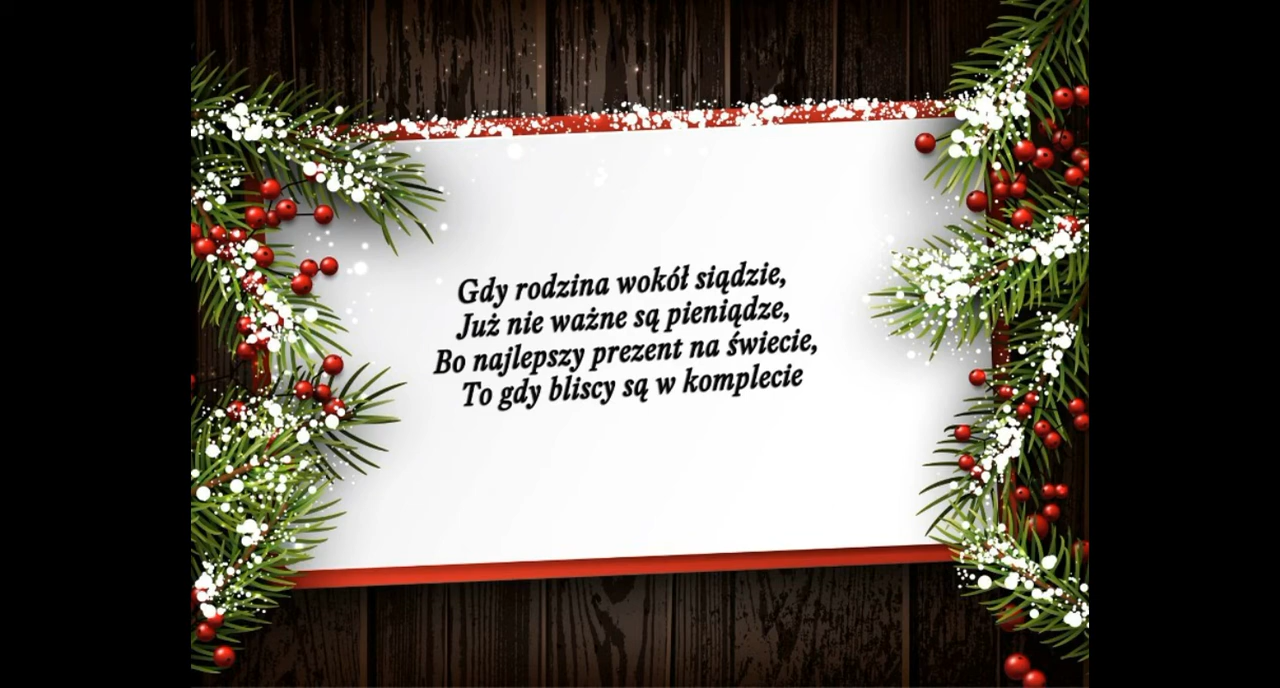 Gdy rodzina wokół siądzie,
Już nie ważne są pieniądze,
Bo najlepszy prezent na świecie,
To gdy bliscy są w komplecie